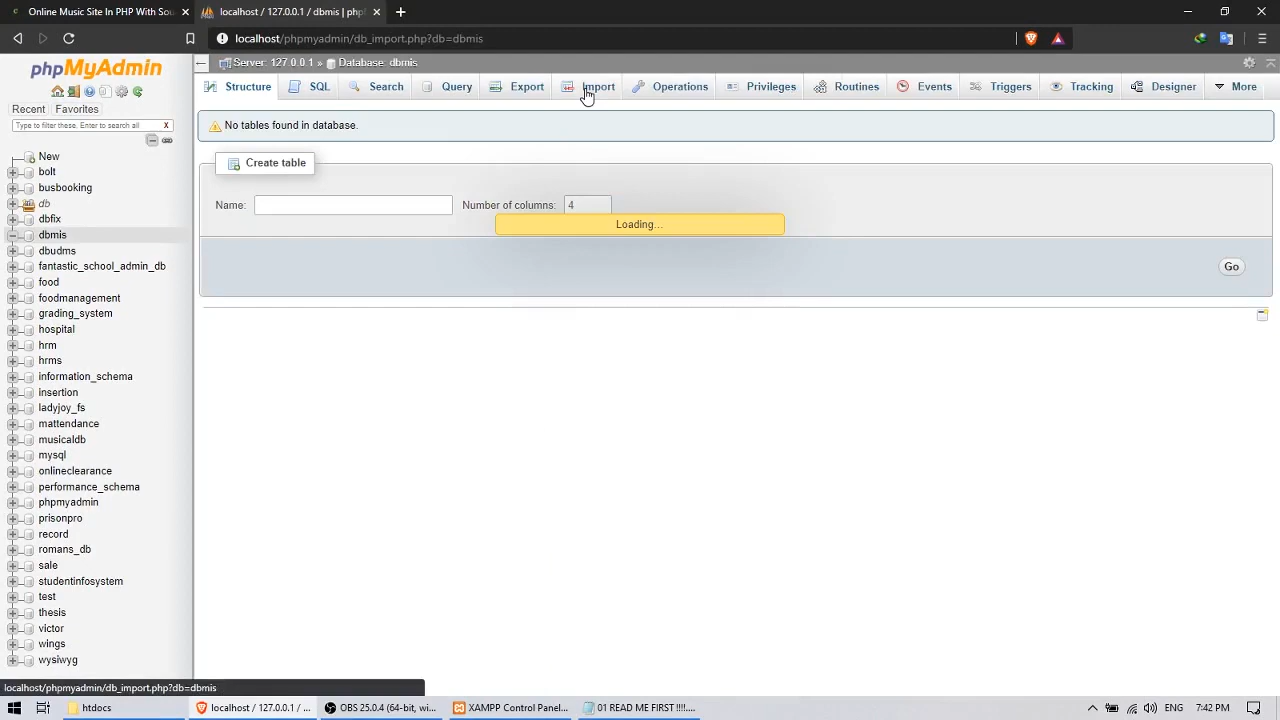 Online Music Site In PHP With Sou
localhost / 127.0.0.1 / dbmis | phpl
localhost/phpmyadmin/db_import.php?db=dbmis
phpMyAdmin
Recent Favorites
Type to filter these, Enter to search all X
New
bolt
busbooking
db
dbfix
dbmis
dbudms
fantastic_school_admin_db
food
foodmanagement
grading_system
hospital
hrm
hrms
information_schema
insertion
ladyjoy_fs
mattendance
musicaldb
mysql
onlineclearance
performance_schema
phpmyadmin
prisonpro
record
romans_db
sale
studentinfosystem
test
thesis
victor
wings
wysiwyg
Server: 127.0.0.1 » Database: dbmis
Structure SQL Search Query Export Import Operations Privileges Routines Events Triggers Tracking Designer More
No tables found in database.
Create table
Name: Number of columns: 4
Loading...
Go
localhost/phpmyadmin/db_import.php?db=dbmis
htdocs
localhost / 127.0.0.1 / ...
OBS 25.0.4 (64-bit, wi...
XAMPP Control Panel...
01 READ ME FIRST !!!!...
ENG 7:42 PM